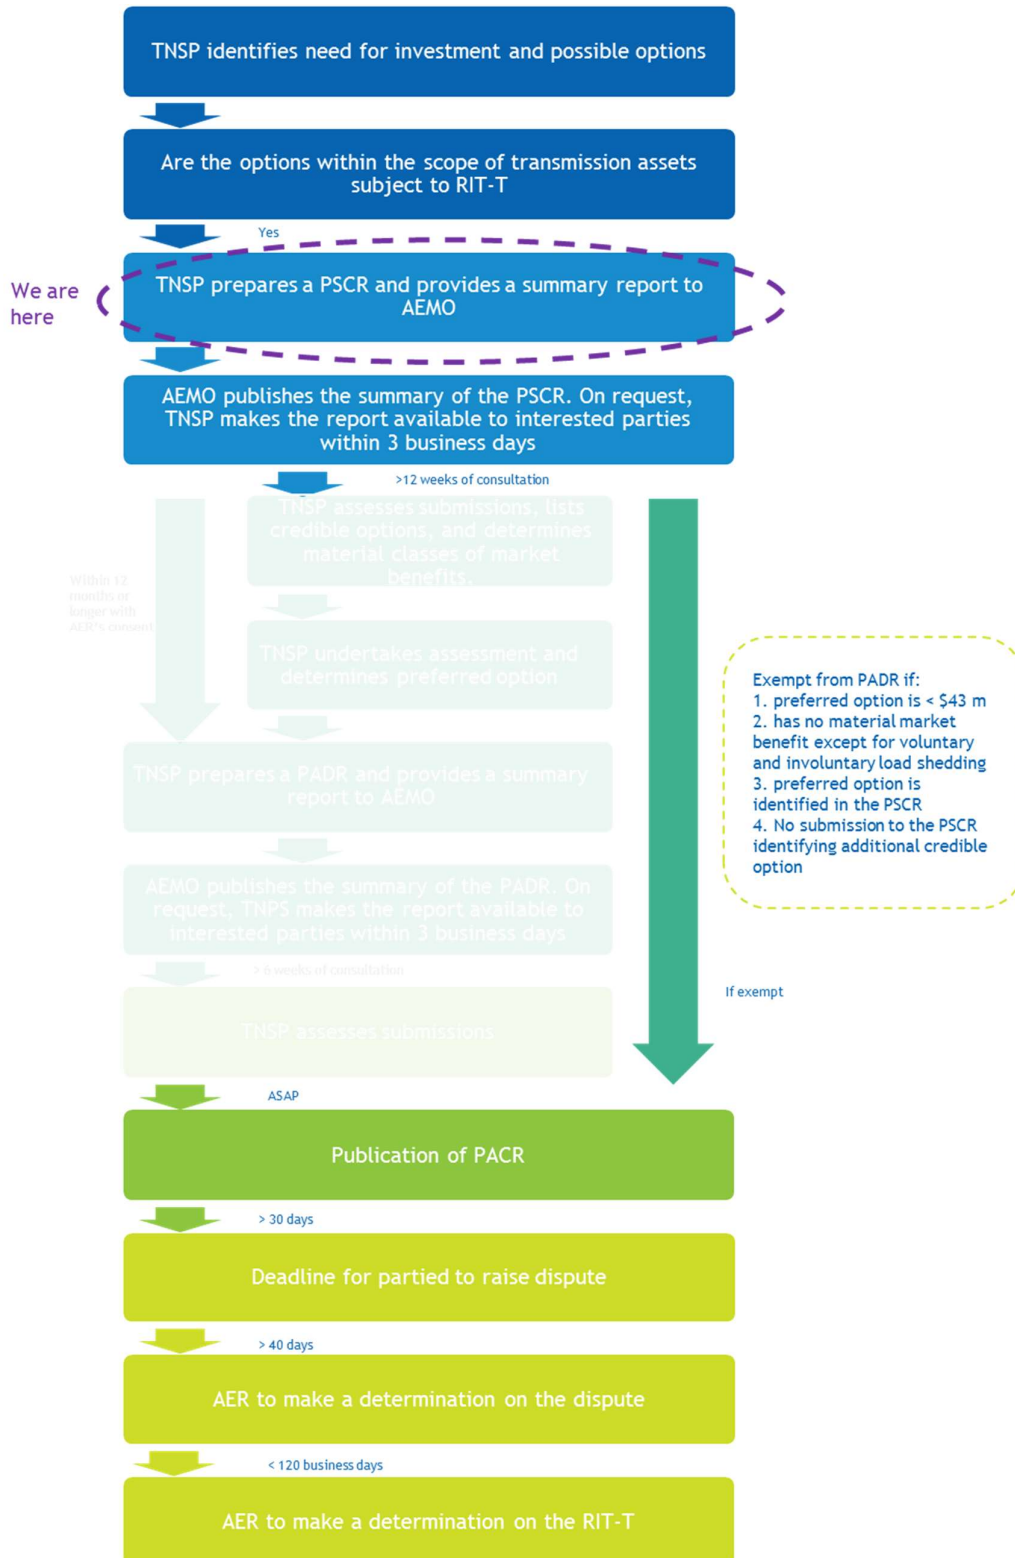 TNSP identifies need for investment and possible options
Are the options within the scope of transmission assets
subject to RIT-T
Yes
We are
here
TNSP prepares a PSCR and provides a summary report to
AEMO
AEMO publishes the summary of the PSCR. On request,
TNSP makes the report available to interested parties
within 3 business days
>12 weeks of consultation
TNSP assesses submissions, lists
credible options, and determines
material classes of market
benefits.
Within 12
months or
longer with
AER's consent
TNSP undertakes assessment and
determines preferred option
Exempt from PADR if:
1. preferred option is < $43 m
2. has no material market
benefit except for voluntary
and involuntary load shedding
3. preferred option is
identified in the PSCR
4. No submission to the PSCR
identifying additional credible
option
TNSP prepares a PADR and provides a summary
report to AEMO
AEMO publishes the summary of the PADR. On
request, TNPS makes the report available to
interested parties within 3 business days
> 6 weeks of consultation
If exempt
TNSP assesses submissions
ASAP
Publication of PACR
> 30 days
Deadline for partied to raise dispute
> 40 days
AER to make a determination on the dispute
< 120 business days
AER to make a determination on the RIT-T